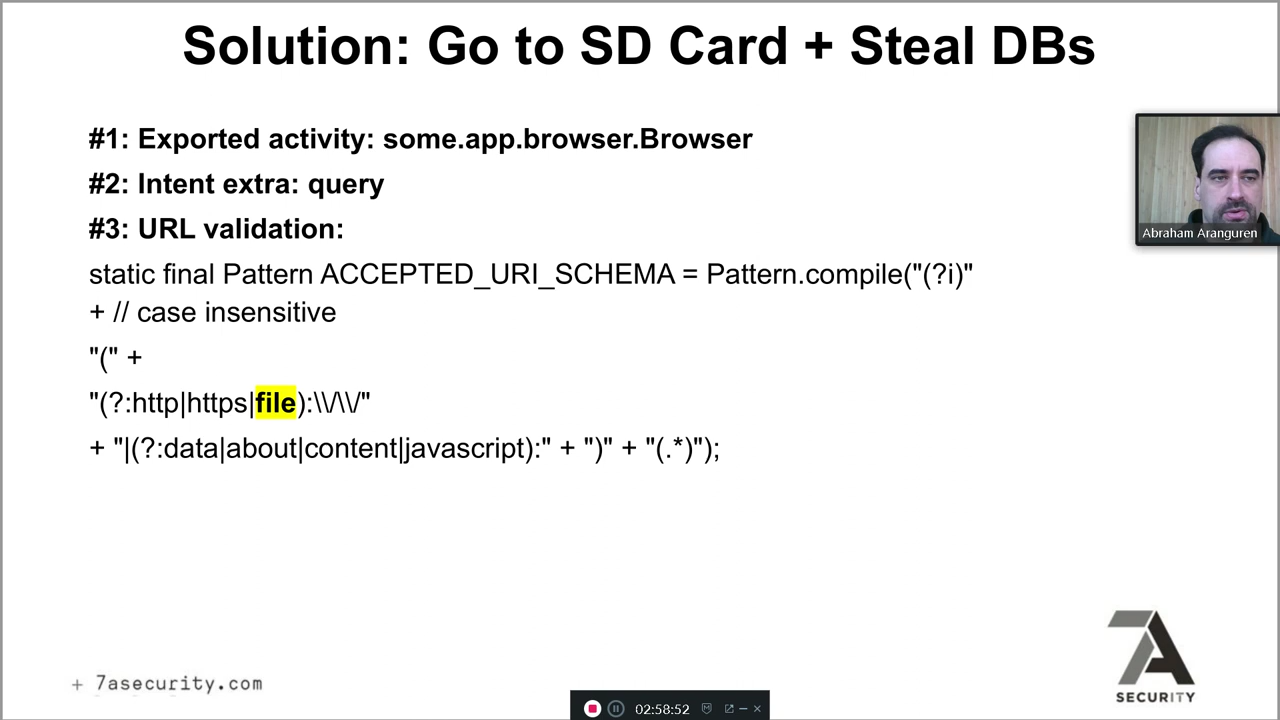 Solution: Go to SD Card + Steal DBs
#1: Exported activity: some.app.browser.Browser
#2: Intent extra: query
#3: URL validation:
static final Pattern ACCEPTED_URI_SCHEMA = Pattern.compile("(?i)"
+ // case insensitive
"(" +
"(?:http|https|file):\\/\\/"
+ "|(?:data|about|content|javascript):" + ")" + "(.*)");
Abraham Aranguren
+ 7asecurity.com
7A
SECURITY
02:58:52